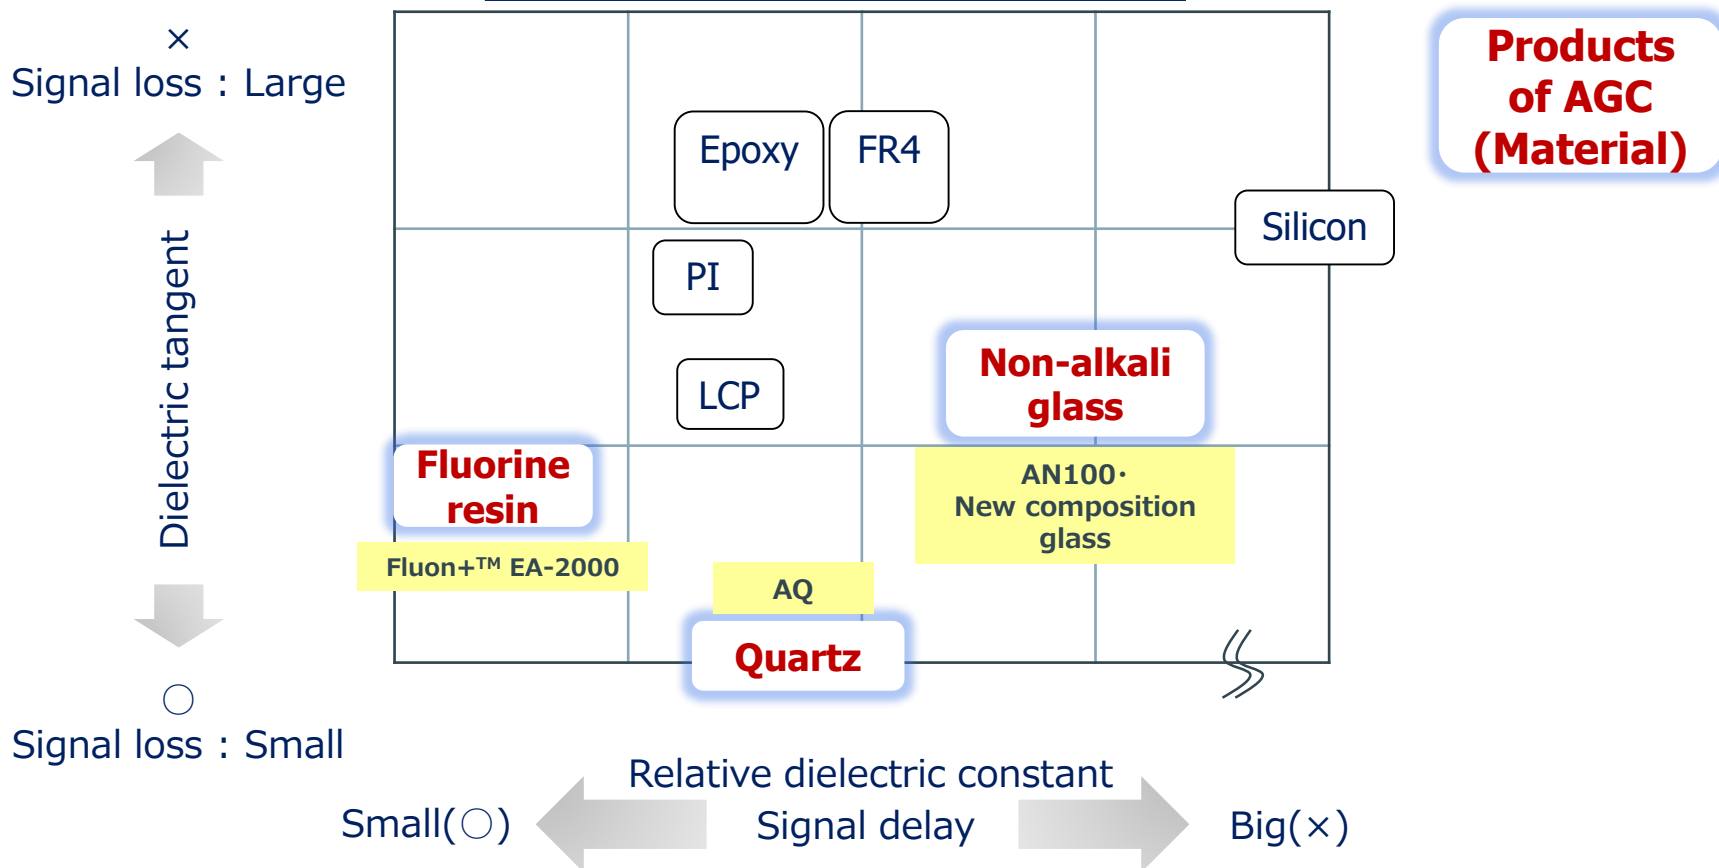 ×
Signal loss : Large
Products
of AGC
(Material)
Epoxy
FR4
Silicon
PI
Dielectric tangent
Non-alkali
glass
LCP
Fluorine
resin
AN100・
New composition
glass
Fluon+™ EA-2000
AQ
Quartz
○
Signal loss : Small
Relative dielectric constant
Small(○)
Signal delay
Big(×)